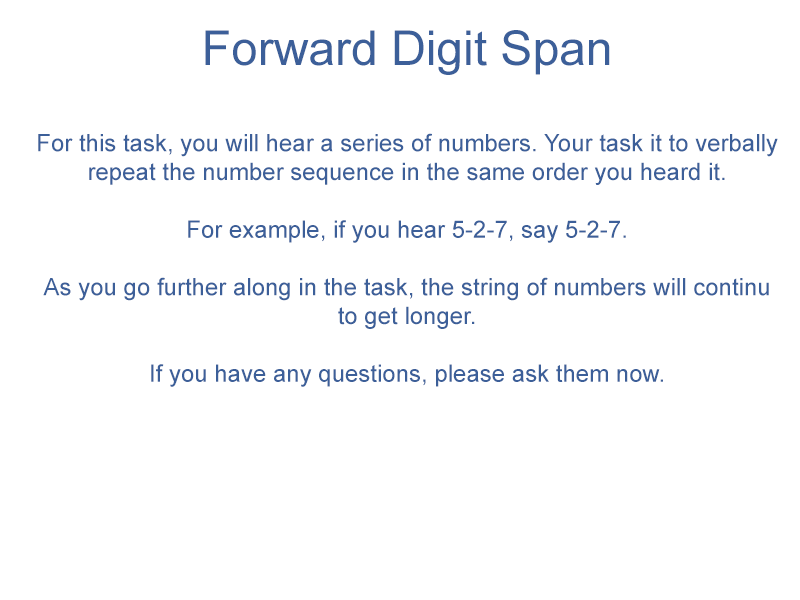 Forward Digit Span
For this task, you will hear a series of numbers. Your task it to verbally
repeat the number sequence in the same order you heard it.
For example, if you hear 5-2-7, say 5-2-7.
As you go further along in the task, the string of numbers will continu
to get longer.
If you have any questions, please ask them now.